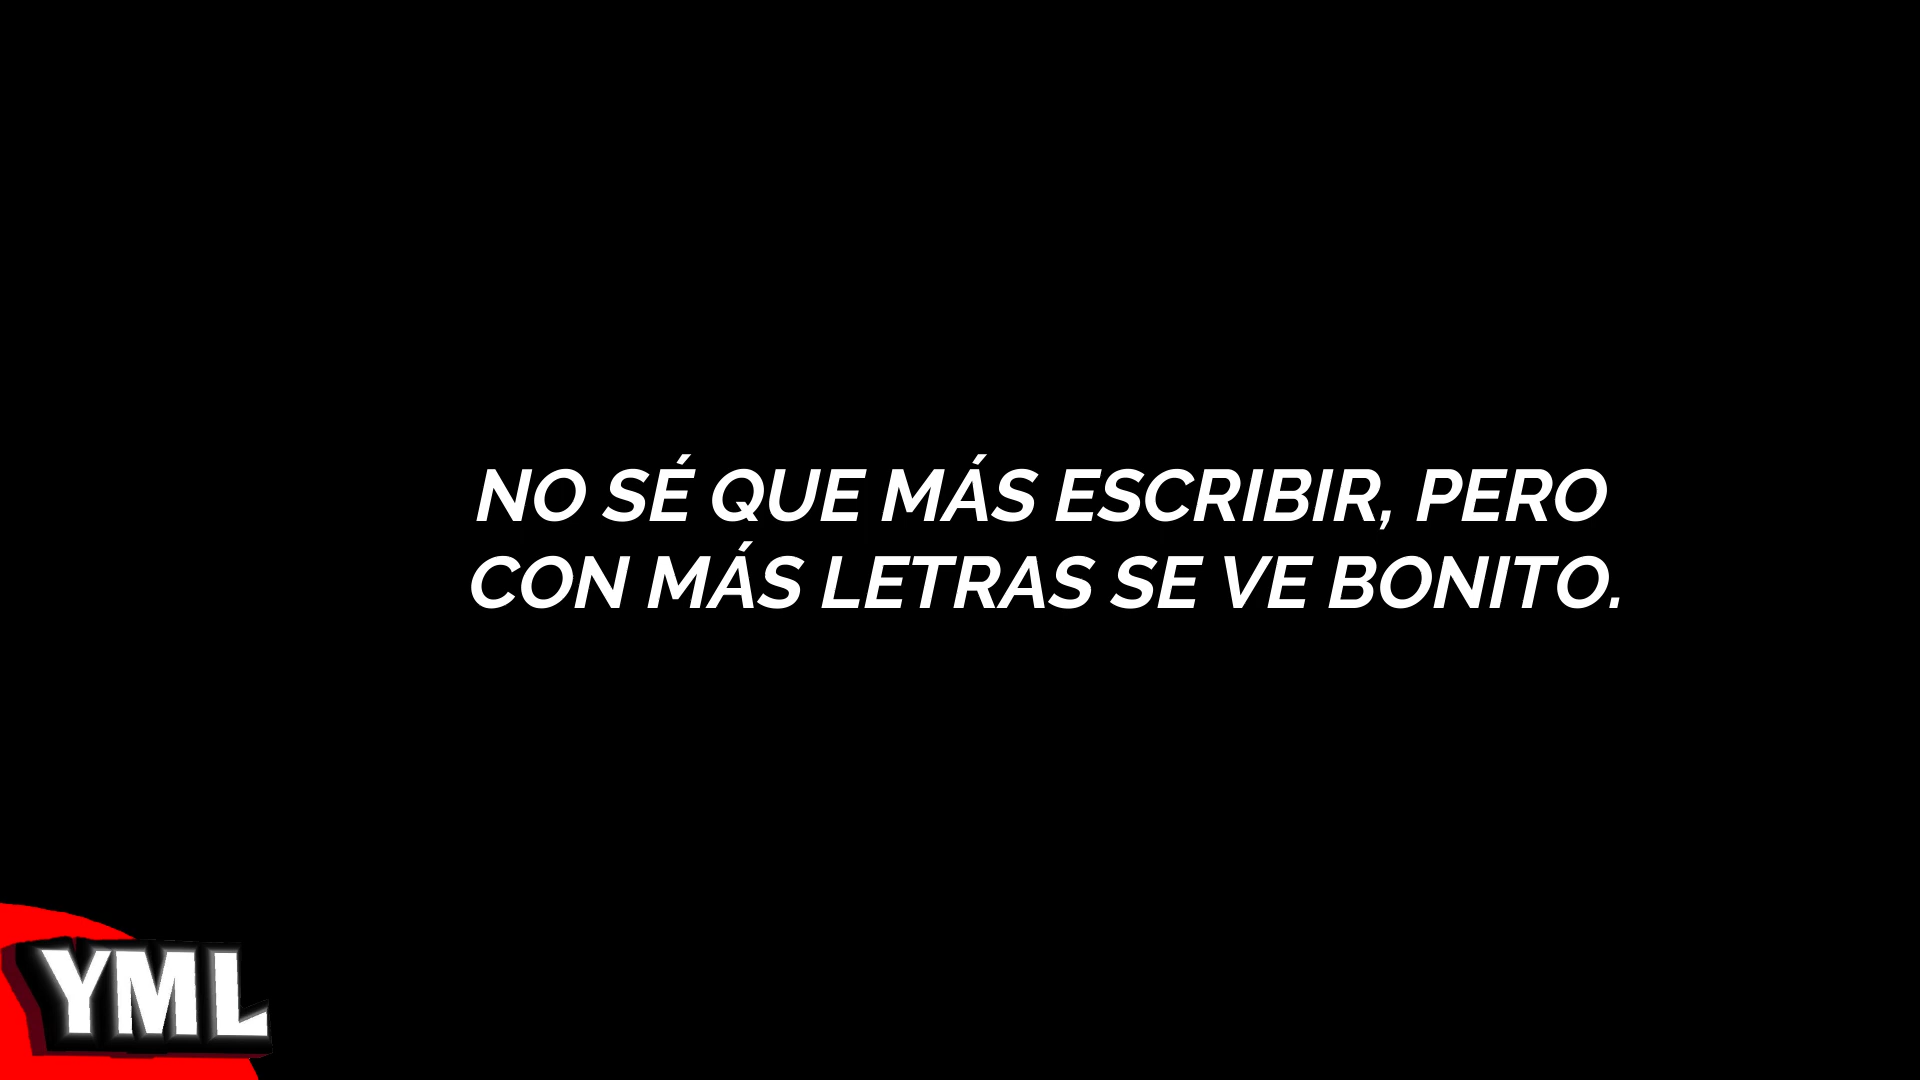 NO SÉ QUE MÁS ESCRIBIR, PERO
CON MÁS LETRAS SE VE BONITO.
YML